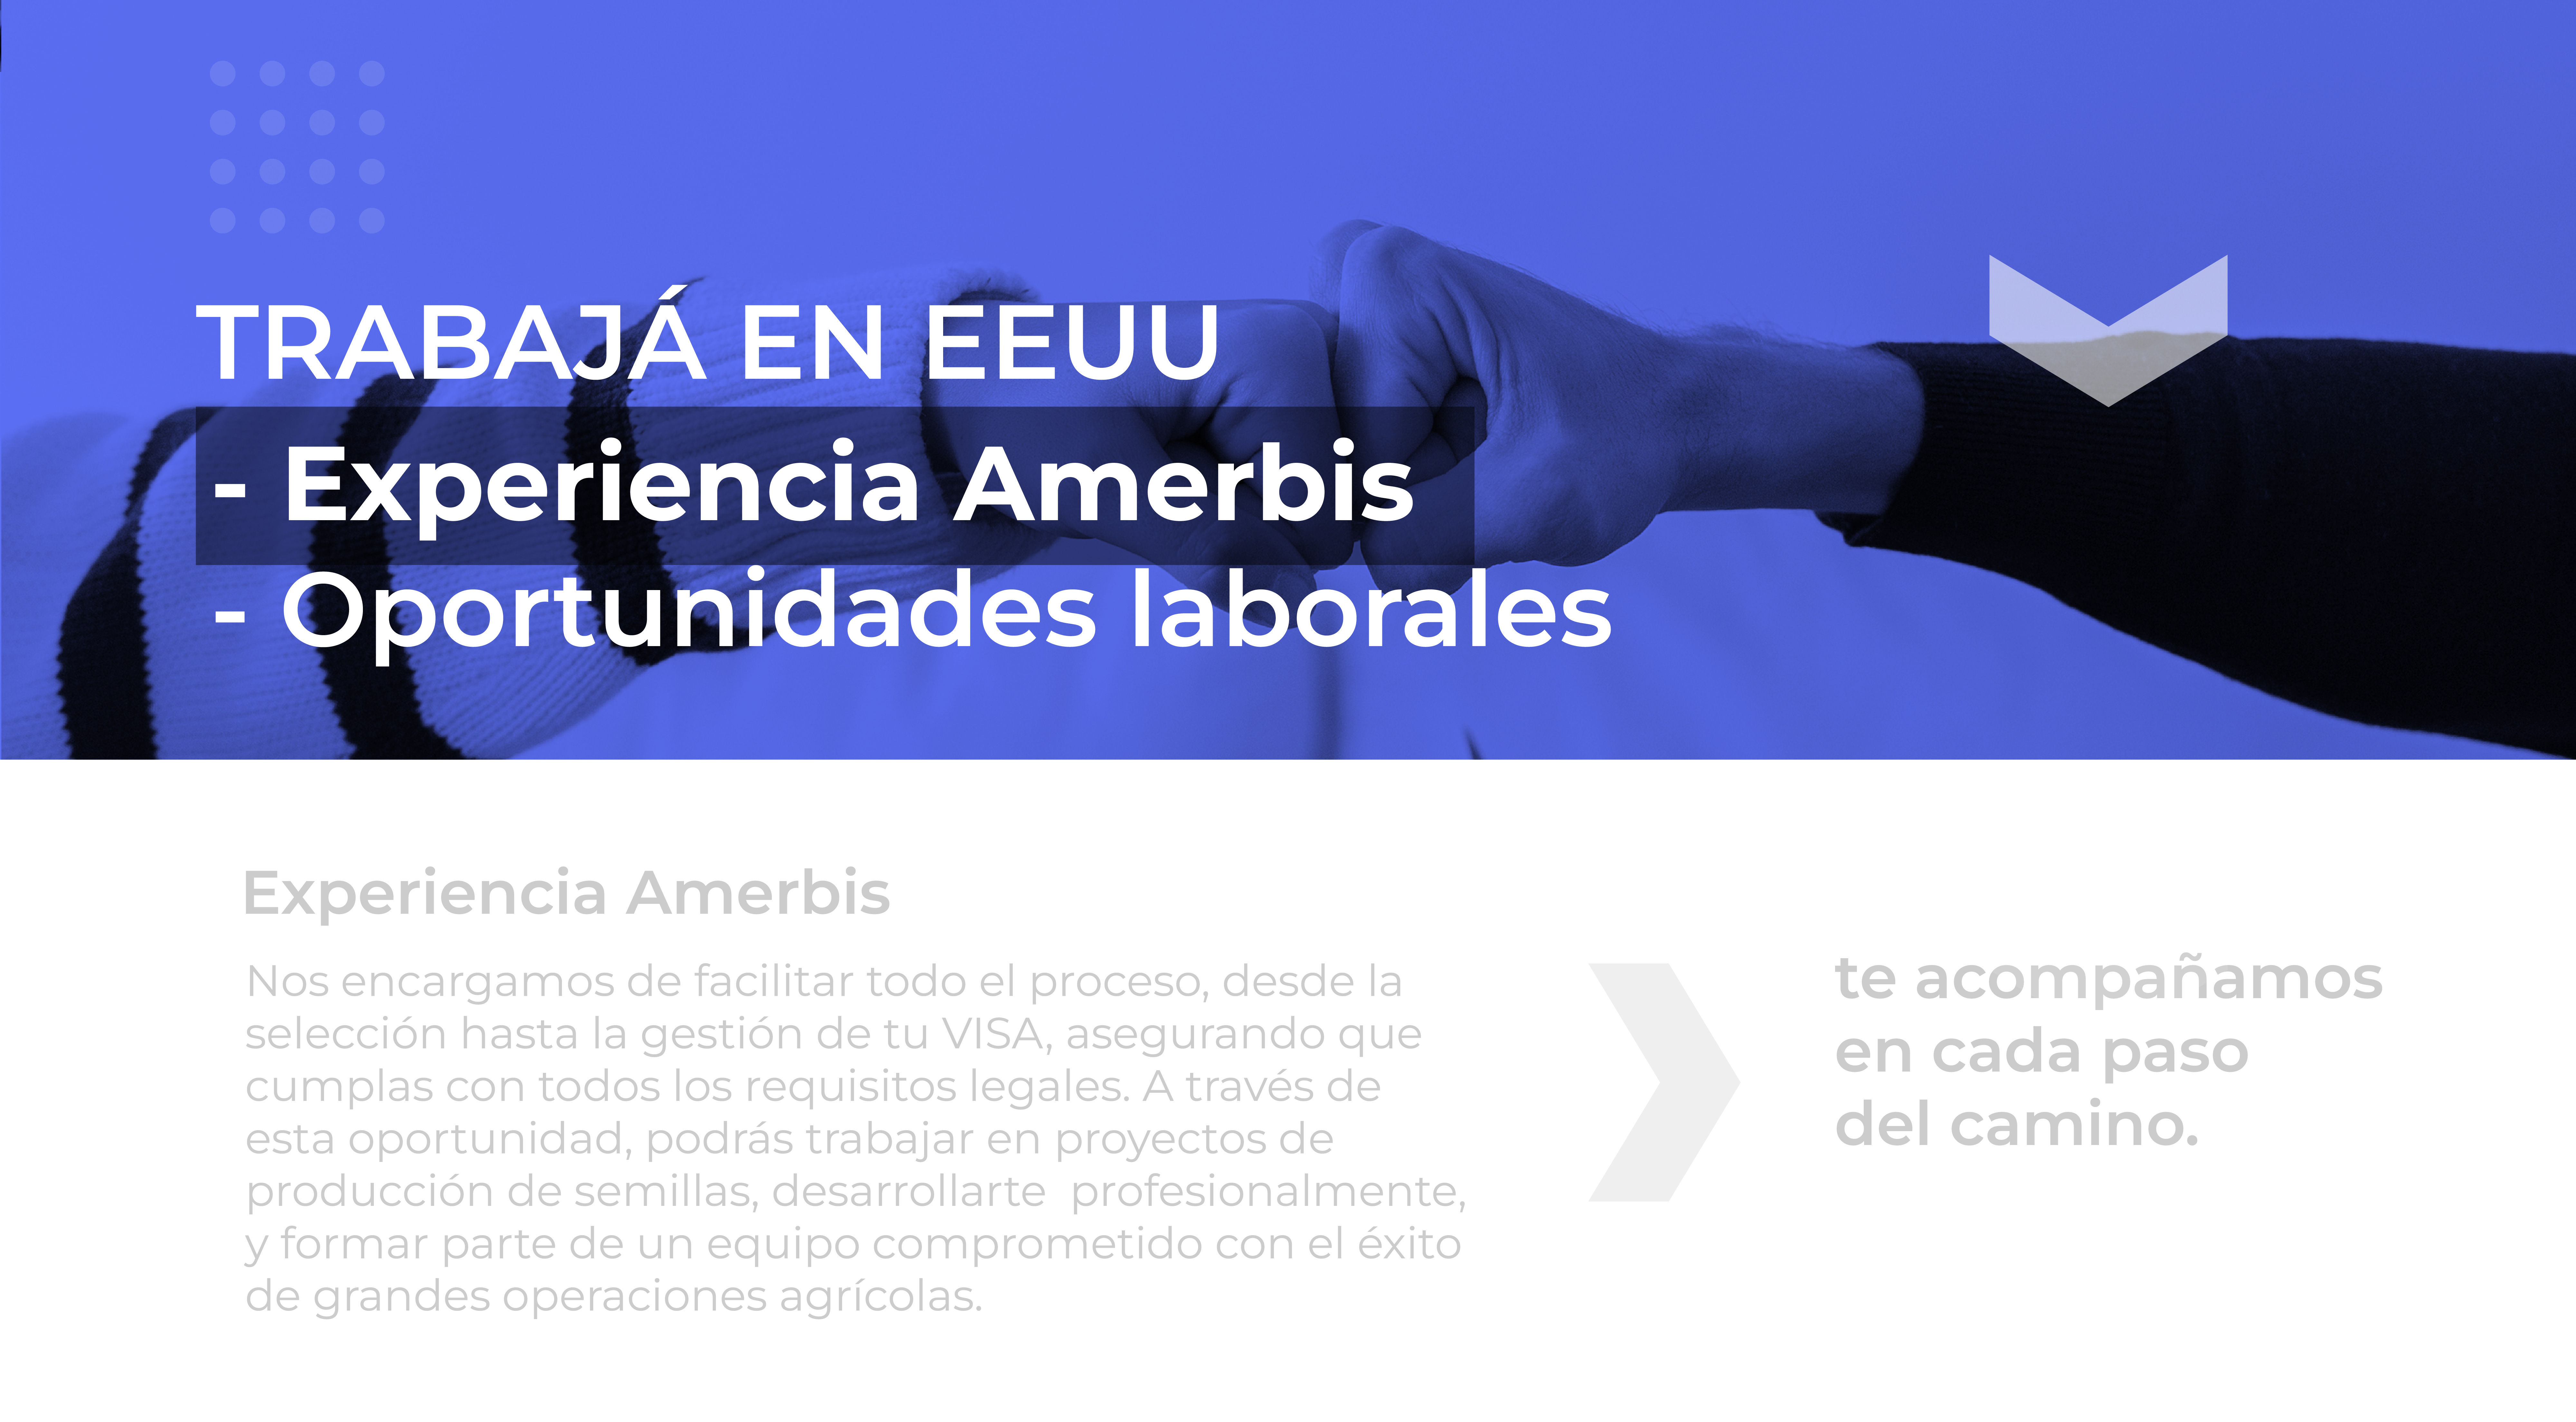 TRABAJÁ EN EEUU
- Experiencia Amerbis
- Oportunidades laborales
Experiencia Amerbis
Nos encargamos de facilitar todo el proceso, desde la
selección hasta la gestión de tu VISA, asegurando que
cumplas con todos los requisitos legales. A través de
esta oportunidad, podrás trabajar en proyectos de
producción de semillas, desarrollarte  profesionalmente,
y formar parte de un equipo comprometido con el éxito
de grandes operaciones agrícolas.
te acompañamos
en cada paso
del camino.